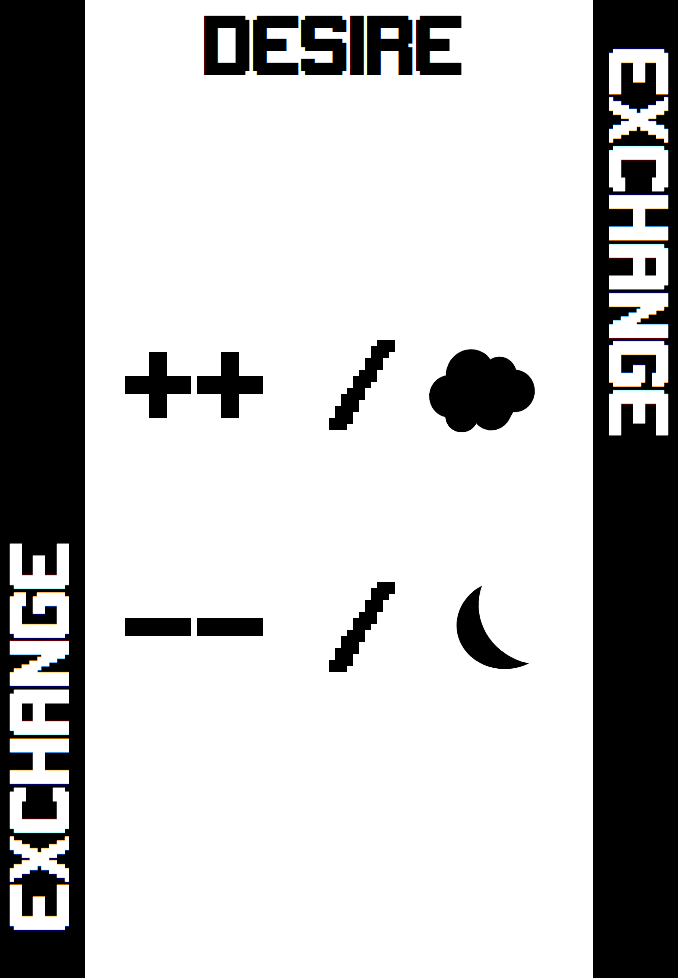 DESIRE
EXCHANGE
++ /
-- /
EXCHANGE